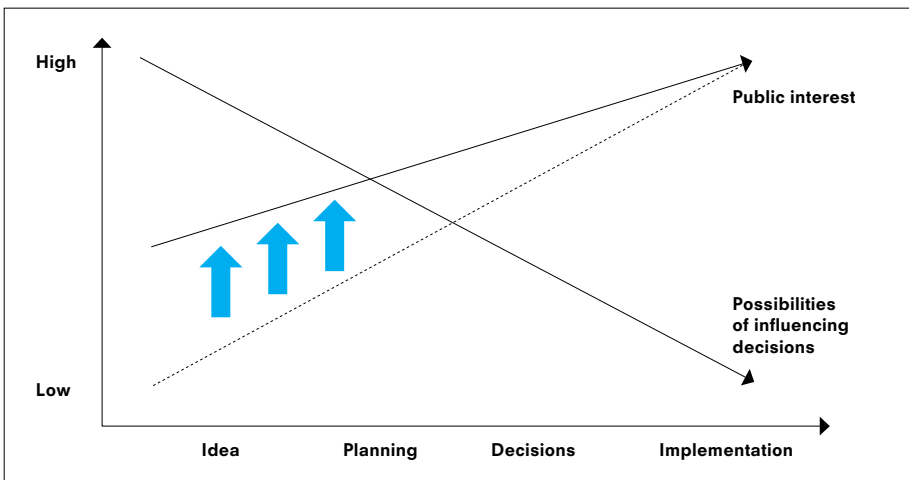 High
Public interest
Possibilities
of influencing
decisions
Low
Idea
Planning
Decisions
Implementation